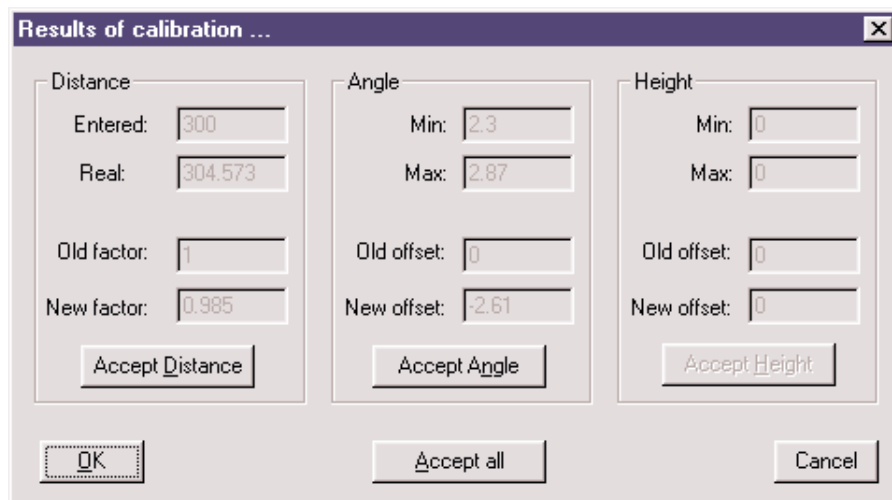 Results of calibration ...
Distance
Entered: 300
Real: 304.573
Old factor: 1
New factor: 0.985
Accept Distance
Angle
Min: 2.3
Max: 2.87
Old offset: 0
New offset: -2.61
Accept Angle
Height
Min: 0
Max: 0
Old offset: 0
New offset: 0
Accept Height
OK
Accept all
Cancel